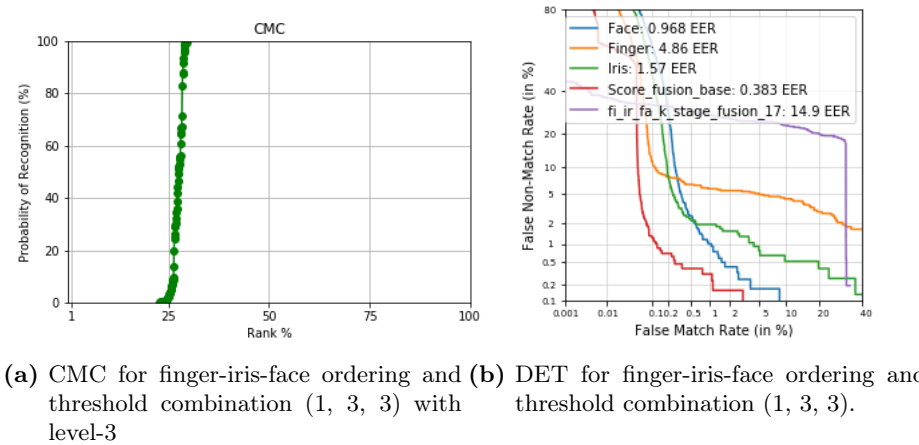 CMC
100
80
60
40
20
0
Probability of Recognition (%)
1 25 50 75 100
Rank %
80
40
20
10
5
2
1
0.5
0.2
0.1
False Non-Match Rate (in %)
Face: 0.968 EER
Finger: 4.86 EER
Iris: 1.57 EER
Score_fusion_base: 0.383 EER
fi_ir_fa_k_stage_fusion_17: 14.9 EER
0.001 0.01 0.1 0.2 0.5 1 2 5 10 20 40
False Match Rate (in %)
(a) CMC for finger-iris-face ordering and
threshold combination (1, 3, 3) with
level-3
(b) DET for finger-iris-face ordering and
threshold combination (1, 3, 3).